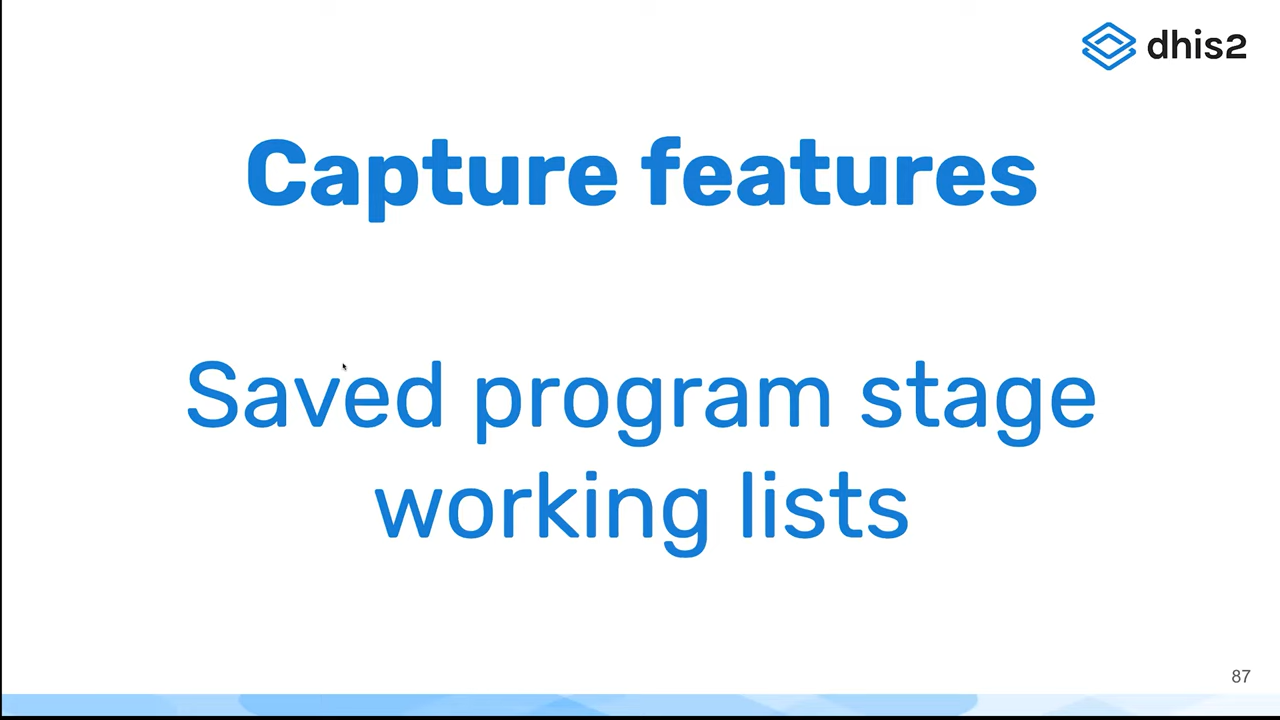 dhis2
Capture features
Saved program stage
working lists
87